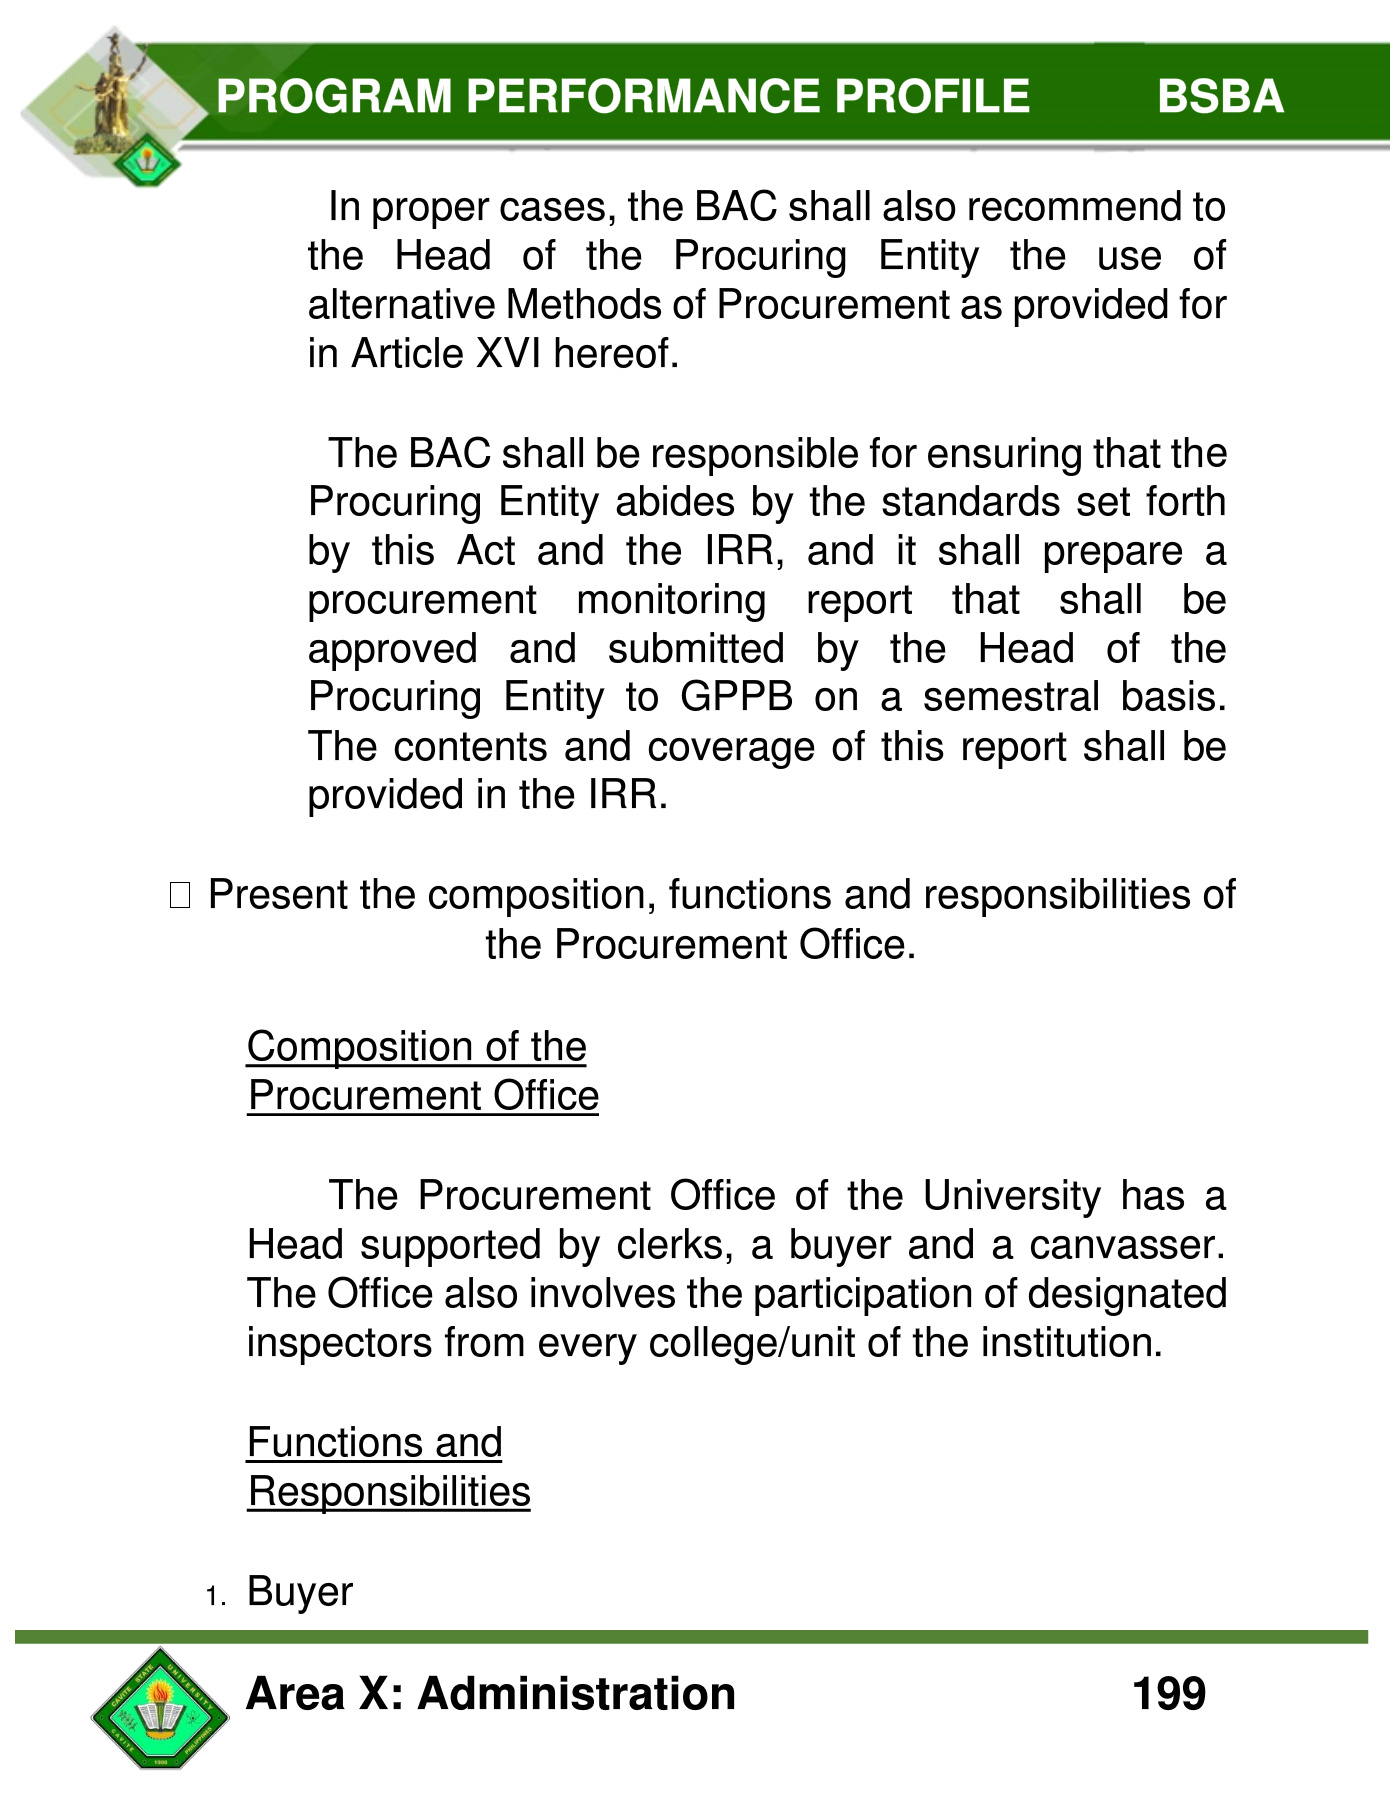 PROGRAM PERFORMANCE PROFILE BSBA
In proper cases, the BAC shall also recommend to
the Head of the Procuring Entity the use of
alternative Methods of Procurement as provided for
in Article XVI hereof.
The BAC shall be responsible for ensuring that the
Procuring Entity abides by the standards set forth
by this Act and the IRR, and it shall prepare a
procurement monitoring report that shall be
approved and submitted by the Head of the
Procuring Entity to GPPB on a semestral basis.
The contents and coverage of this report shall be
provided in the IRR.
Present the composition, functions and responsibilities of
the Procurement Office.
Composition of the
Procurement Office
The Procurement Office of the University has a
Head supported by clerks, a buyer and a canvasser.
The Office also involves the participation of designated
inspectors from every college/unit of the institution.
Functions and
Responsibilities
1. Buyer
CAVITE STATE UNIVERSITY
CAVITE PHILIPPINES
1906
Area X: Administration 199